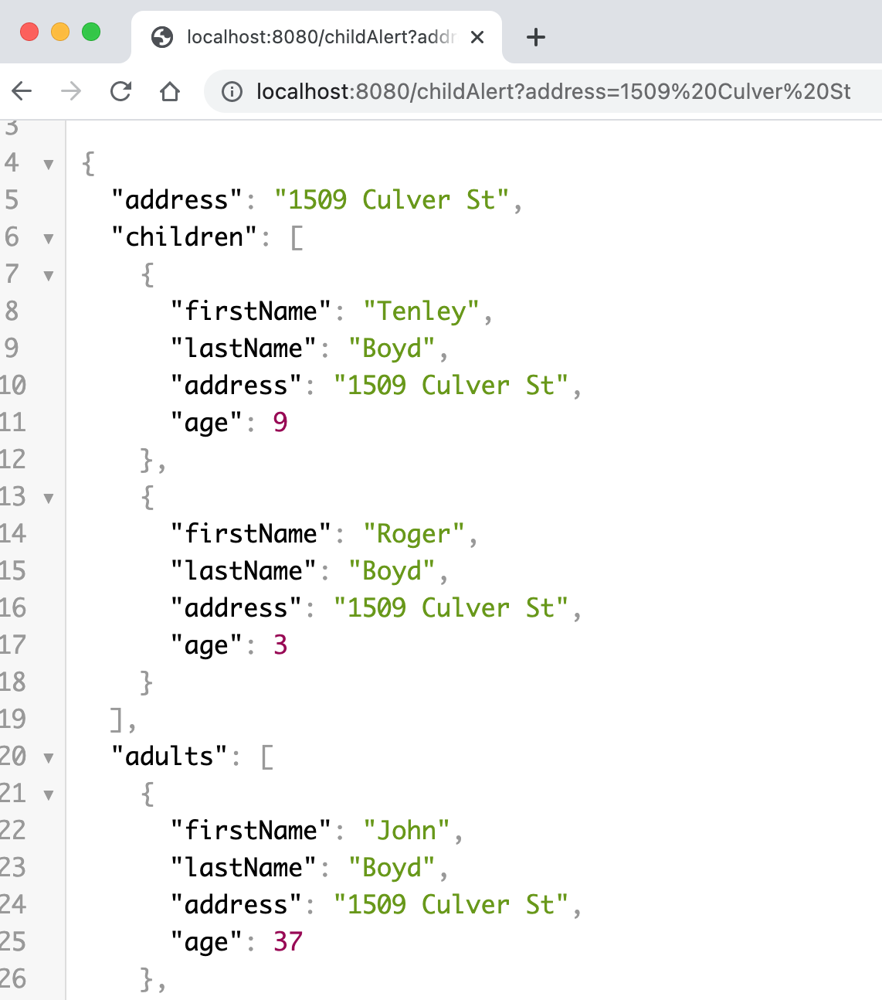 localhost:8080/childAlert?addr
localhost:8080/childAlert?address=1509%20Culver%20St
3
4 {
5 "address": "1509 Culver St",
6 "children": [
7 {
8 "firstName": "Tenley",
9 "lastName": "Boyd",
10 "address": "1509 Culver St",
11 "age": 9
12 },
13 {
14 "firstName": "Roger",
15 "lastName": "Boyd",
16 "address": "1509 Culver St",
17 "age": 3
18 }
19 ],
20 "adults": [
21 {
22 "firstName": "John",
23 "lastName": "Boyd",
24 "address": "1509 Culver St",
25 "age": 37
26 },